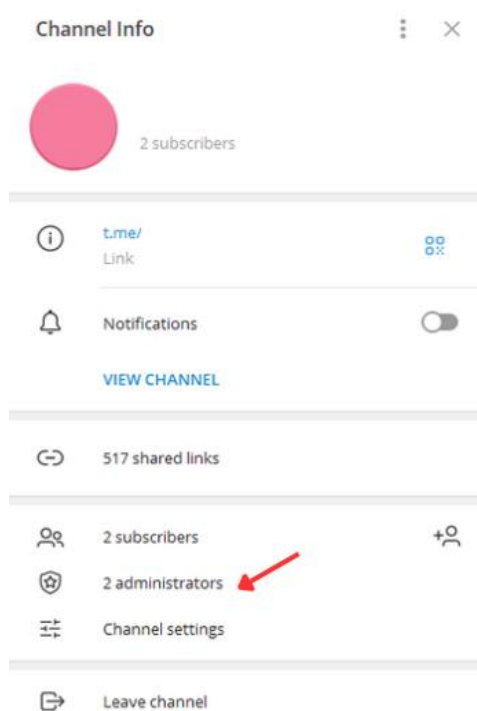 Channel Info
2 subscribers
t.me/
Link
Notifications
VIEW CHANNEL
517 shared links
2 subscribers
2 administrators
Channel settings
Leave channel